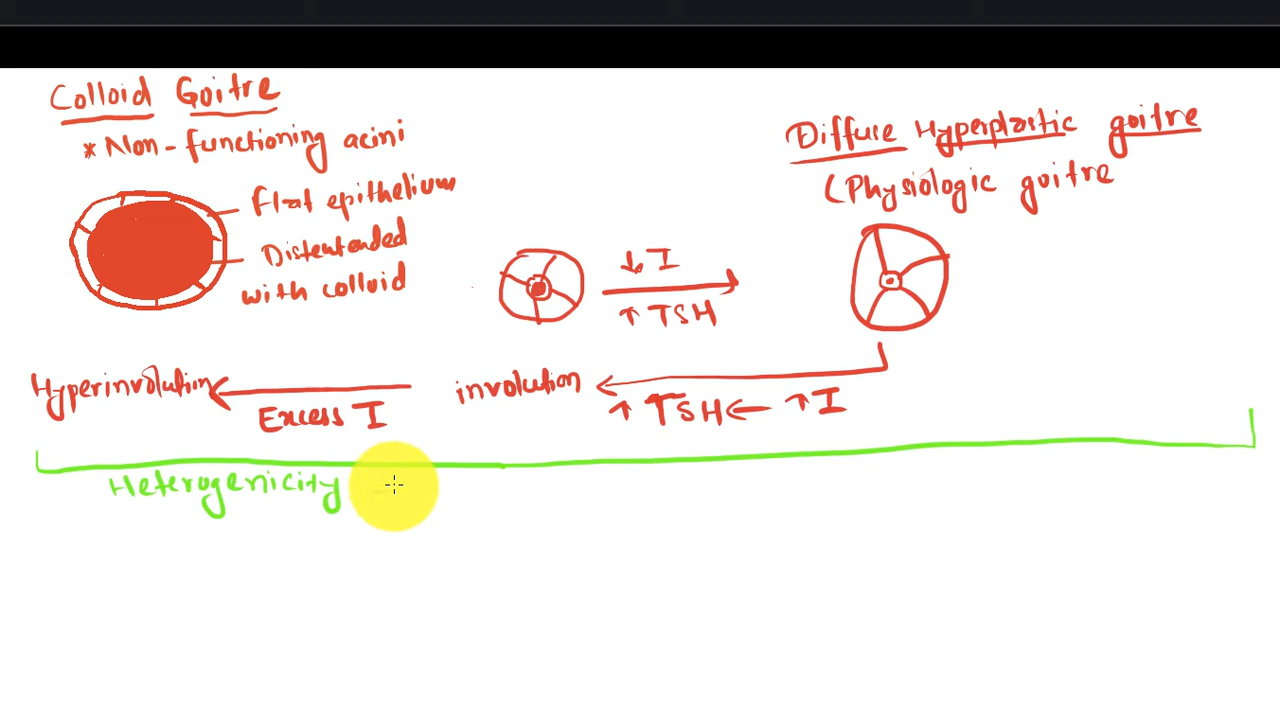 Colloid Goitre
* Non-functioning acini
Flat epithelium
Distentended
with colloid
Diffuse Hyperplastic goitre
(Physiologic goitre
↓ I
↑ TSH
Hyperinvolution
Excess I
involution
↑ TSH ← ↑ I
Heterogenicity